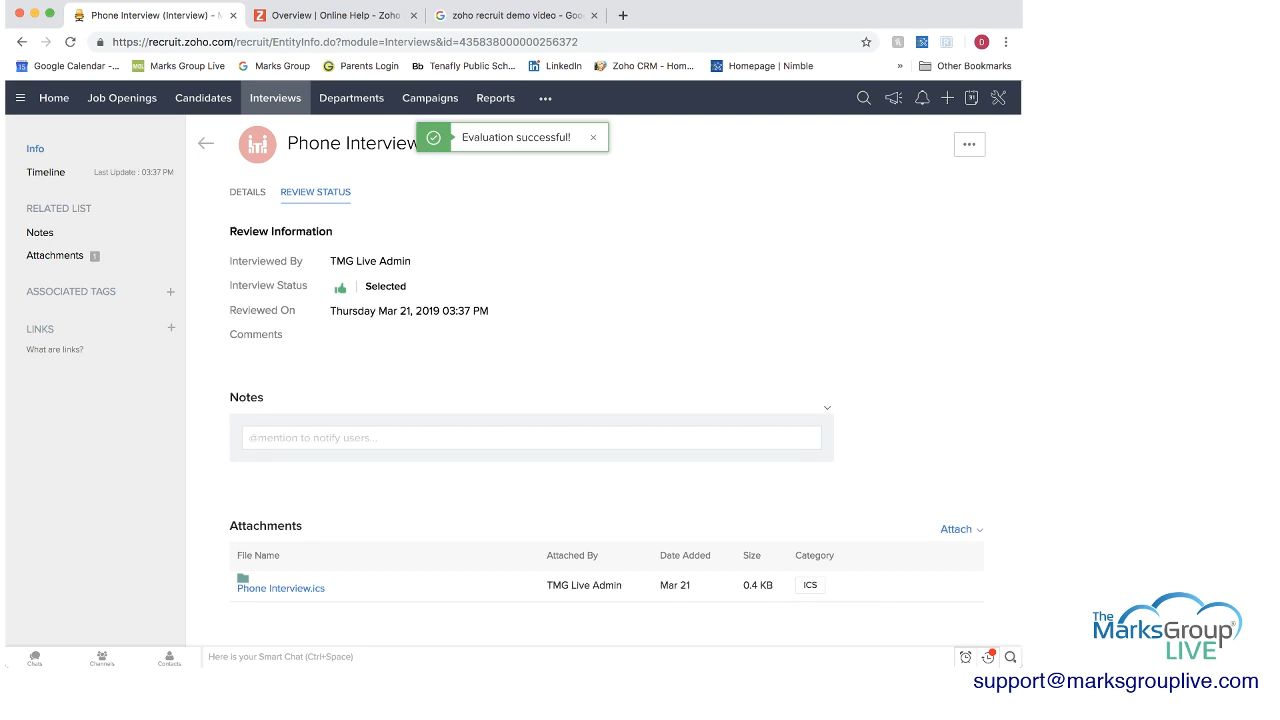 Phone Interview (Interview) -
Overview | Online Help - Zoho
zoho recruit demo video - Goo
https://recruit.zoho.com/recruit/EntityInfo.do?module=Interviews&id=435838000000256372
D
Google Calendar -... Marks Group Live Marks Group Parents Login Bb Tenafly Public Sch... LinkedIn Zoho CRM - Hom... Homepage | Nimble » Other Bookmarks
Home Job Openings Candidates Interviews Departments Campaigns Reports •••
Info
Timeline Last Update : 03:37 PM
RELATED LIST
Notes
Attachments 1
ASSOCIATED TAGS +
LINKS +
What are links?
Phone Interview
Evaluation successful! ×
DETAILS REVIEW STATUS
Review Information
Interviewed By TMG Live Admin
Interview Status Selected
Reviewed On Thursday Mar 21, 2019 03:37 PM
Comments
Notes
@mention to notify users...
Attachments Attach
File Name Attached By Date Added Size Category
Phone Interview.ics TMG Live Admin Mar 21 0.4 KB ICS
Chats Channels Contacts Here is your Smart Chat (Ctrl+Space)
The
MarksGroup®
LIVE
support@marksgrouplive.com